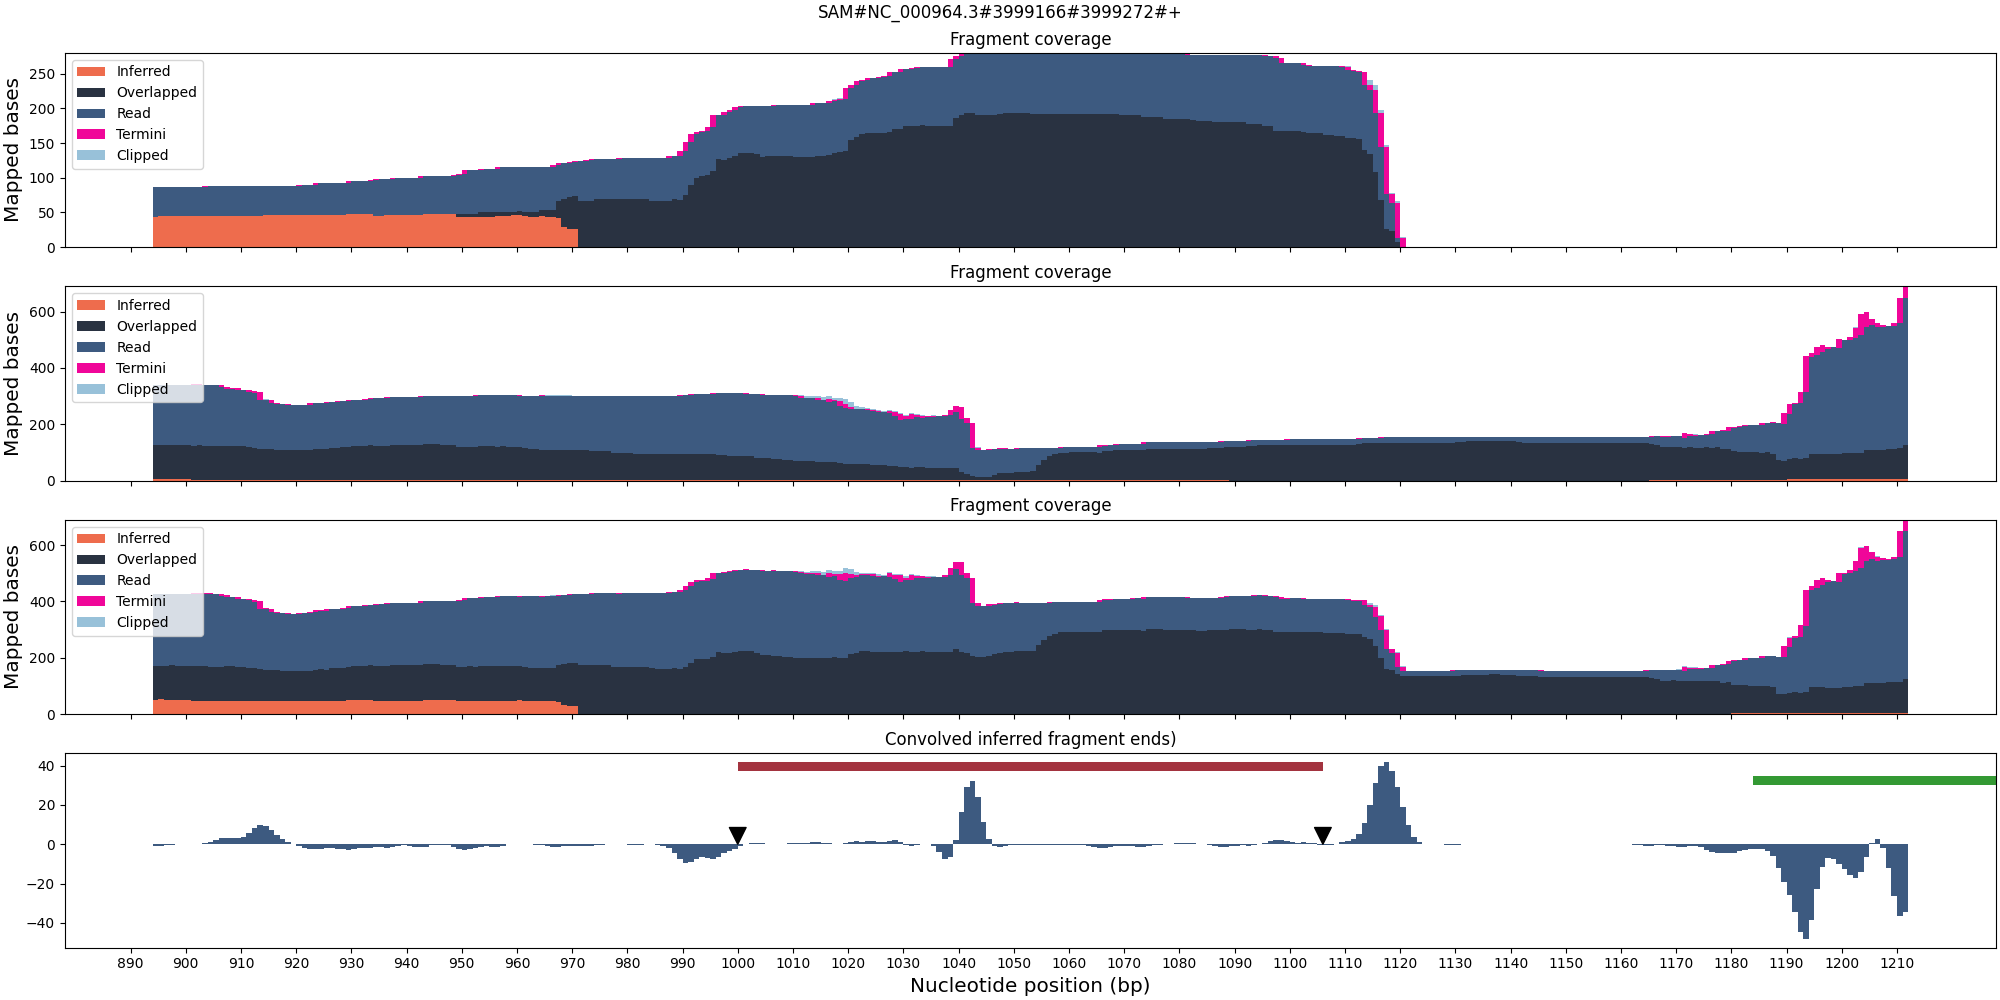 SAM#NC_000964.3#3999166#3999272#+
Fragment coverage
Mapped bases
250
200
150
100
50
0
Inferred
Overlapped
Read
Termini
Clipped
Fragment coverage
Mapped bases
600
400
200
0
Inferred
Overlapped
Read
Termini
Clipped
Fragment coverage
Mapped bases
600
400
200
0
Inferred
Overlapped
Read
Termini
Clipped
Convolved inferred fragment ends)
40
20
0
−20
−40
890 900 910 920 930 940 950 960 970 980 990 1000 1010 1020 1030 1040 1050 1060 1070 1080 1090 1100 1110 1120 1130 1140 1150 1160 1170 1180 1190 1200 1210
Nucleotide position (bp)